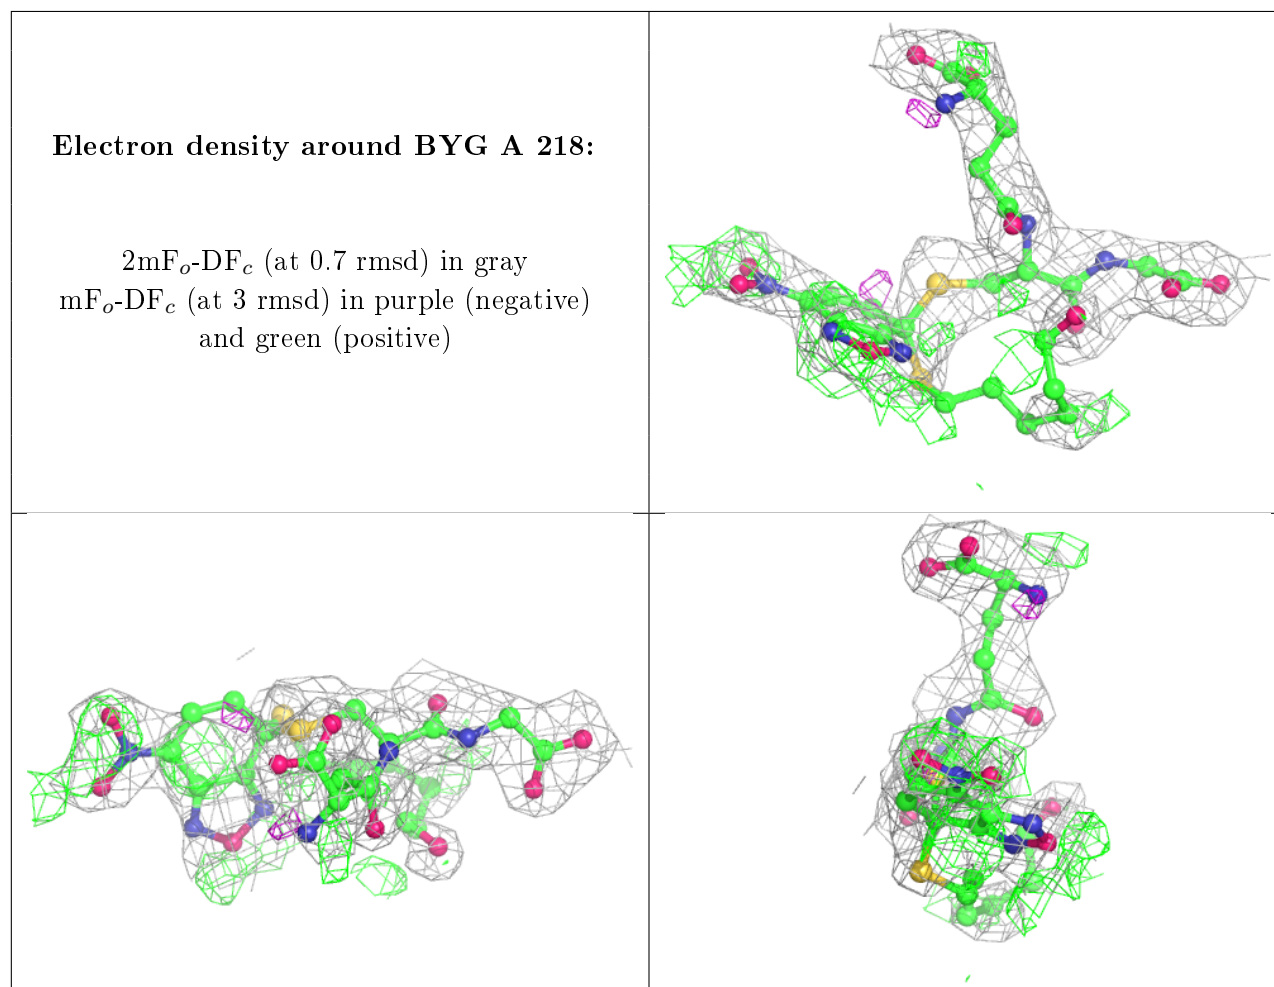 Electron density around BYG A 218:
2mFo-DFc (at 0.7 rmsd) in gray
mFo-DFc (at 3 rmsd) in purple (negative)
and green (positive)